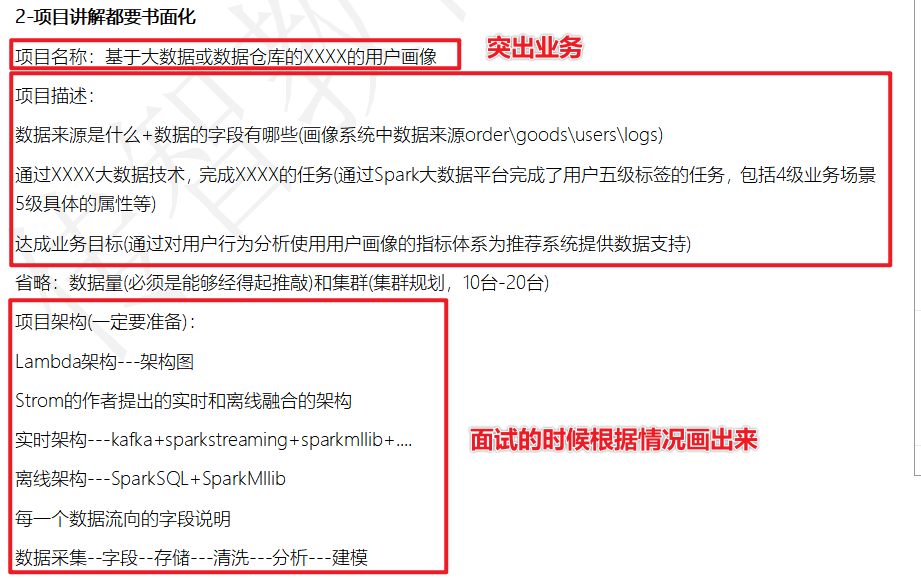 2-项目讲解都要书面化
项目名称：基于大数据或数据仓库的XXXX的用户画像
突出业务
项目描述：
数据来源是什么+数据的字段有哪些(画像系统中数据来源order\goods\users\logs)
通过XXXX大数据技术，完成XXXX的任务(通过Spark大数据平台完成了用户五级标签的任务，包括4级业务场景
5级具体的属性等)
达成业务目标(通过对用户行为分析使用用户画像的指标体系为推荐系统提供数据支持)
省略：数据量(必须是能够经得起推敲)和集群(集群规划，10台-20台)
项目架构(一定要准备)：
Lambda架构---架构图
Strom的作者提出的实时和离线融合的架构
实时架构---kafka+sparkstreaming+sparkmllib+....
面试的时候根据情况画出来
离线架构---SparkSQL+SparkMllib
每一个数据流向的字段说明
数据采集--字段--存储---清洗---分析---建模